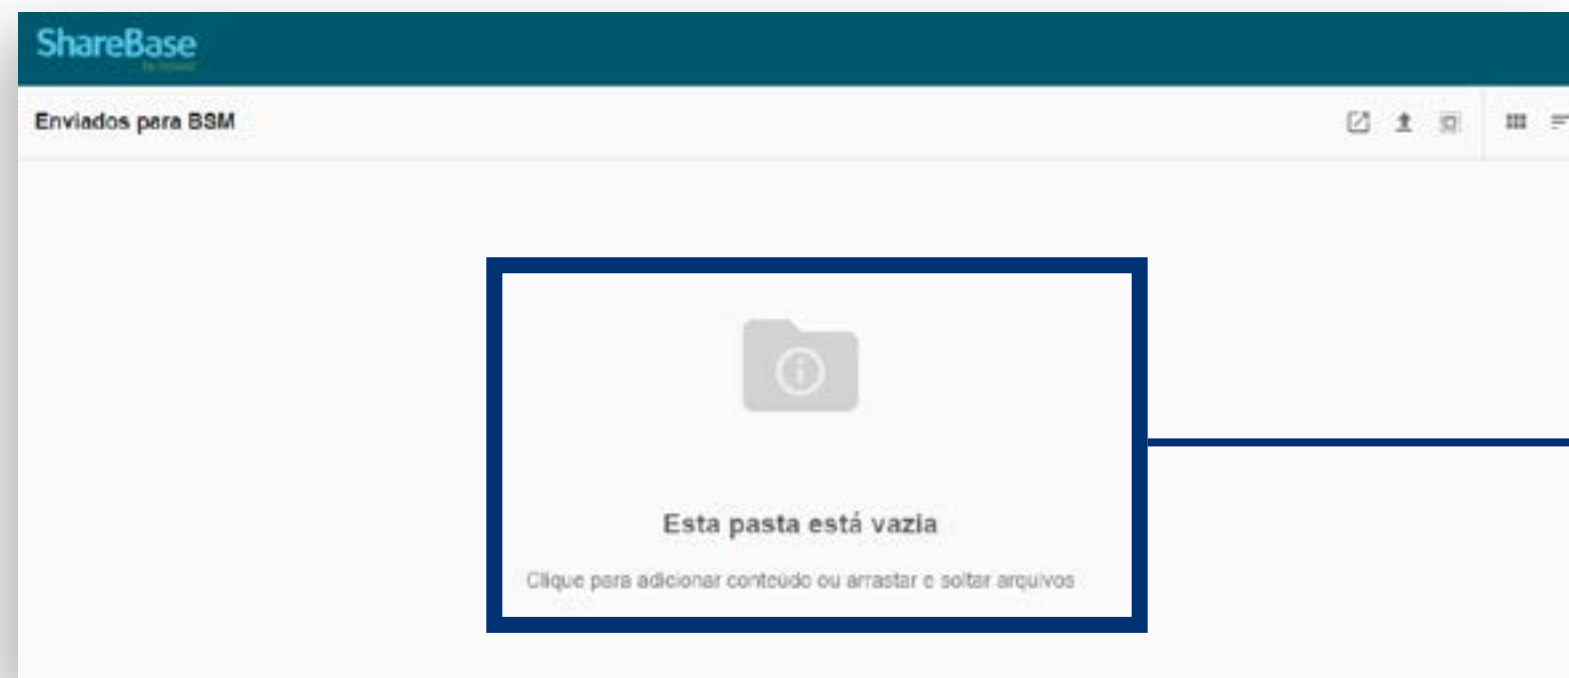 ShareBase
Enviados para BSM
Esta pasta está vazia
Clique para adicionar conteúdo ou arrastar e soltar arquivos